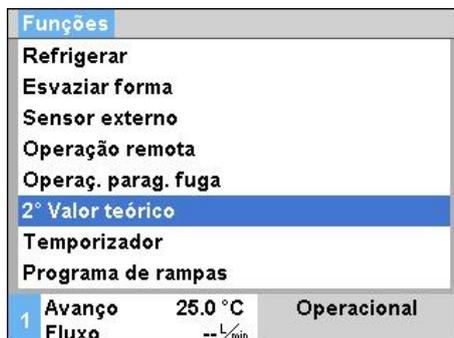 Funções
Refrigerar
Esvaziar forma
Sensor externo
Operação remota
Operaç. parag. fuga
2° Valor teórico
Temporizador
Programa de rampas
1 Avanço 25.0 °C Operacional
Fluxo -- L/min